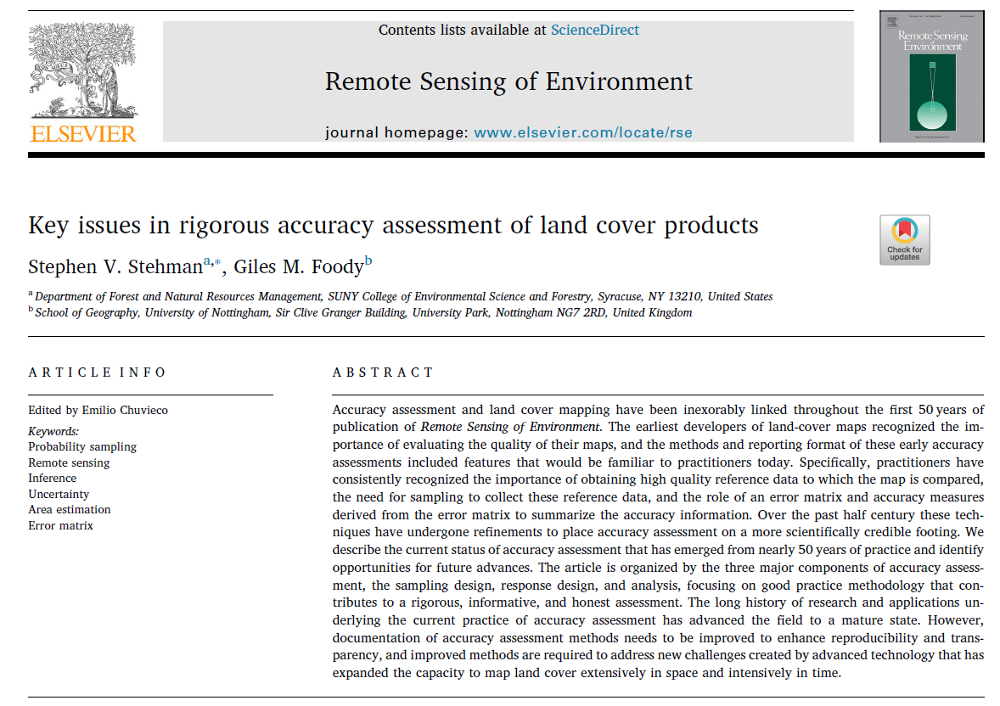 Contents lists available at ScienceDirect
Remote Sensing of Environment
journal homepage: www.elsevier.com/locate/rse
ELSEVIER
Remote Sensing
of
Environment
Key issues in rigorous accuracy assessment of land cover products
Check for
updates
Stephen V. Stehmana,*, Giles M. Foodyb
a Department of Forest and Natural Resources Management, SUNY College of Environmental Science and Forestry, Syracuse, NY 13210, United States
b School of Geography, University of Nottingham, Sir Clive Granger Building, University Park, Nottingham NG7 2RD, United Kingdom
ARTICLE INFO
Edited by Emilio Chuvieco
Keywords:
Probability sampling
Remote sensing
Inference
Uncertainty
Area estimation
Error matrix
ABSTRACT
Accuracy assessment and land cover mapping have been inexorably linked throughout the first 50 years of
publication of Remote Sensing of Environment. The earliest developers of land-cover maps recognized the im-
portance of evaluating the quality of their maps, and the methods and reporting format of these early accuracy
assessments included features that would be familiar to practitioners today. Specifically, practitioners have
consistently recognized the importance of obtaining high quality reference data to which the map is compared,
the need for sampling to collect these reference data, and the role of an error matrix and accuracy measures
derived from the error matrix to summarize the accuracy information. Over the past half century these tech-
niques have undergone refinements to place accuracy assessment on a more scientifically credible footing. We
describe the current status of accuracy assessment that has emerged from nearly 50 years of practice and identify
opportunities for future advances. The article is organized by the three major components of accuracy assess-
ment, the sampling design, response design, and analysis, focusing on good practice methodology that con-
tributes to a rigorous, informative, and honest assessment. The long history of research and applications un-
derlying the current practice of accuracy assessment has advanced the field to a mature state. However,
documentation of accuracy assessment methods needs to be improved to enhance reproducibility and trans-
parency, and improved methods are required to address new challenges created by advanced technology that has
expanded the capacity to map land cover extensively in space and intensively in time.